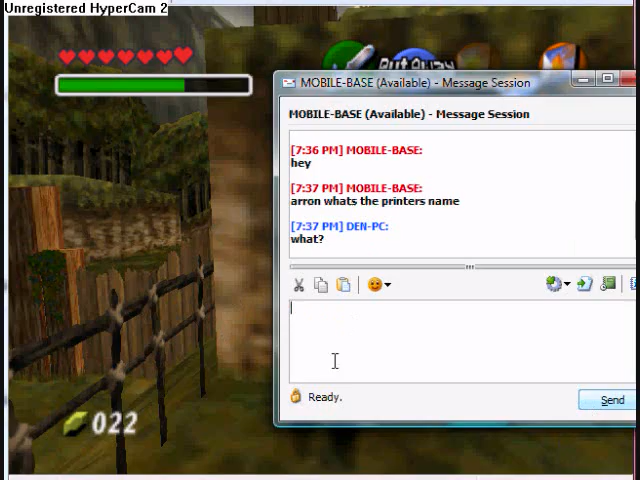 Unregistered HyperCam 2
Put Away
MOBILE-BASE (Available) - Message Session
MOBILE-BASE (Available) - Message Session
[7:36 PM] MOBILE-BASE:
hey
[7:37 PM] MOBILE-BASE:
arron whats the printers name
[7:37 PM] DEN-PC:
what?
Ready.
Send
022